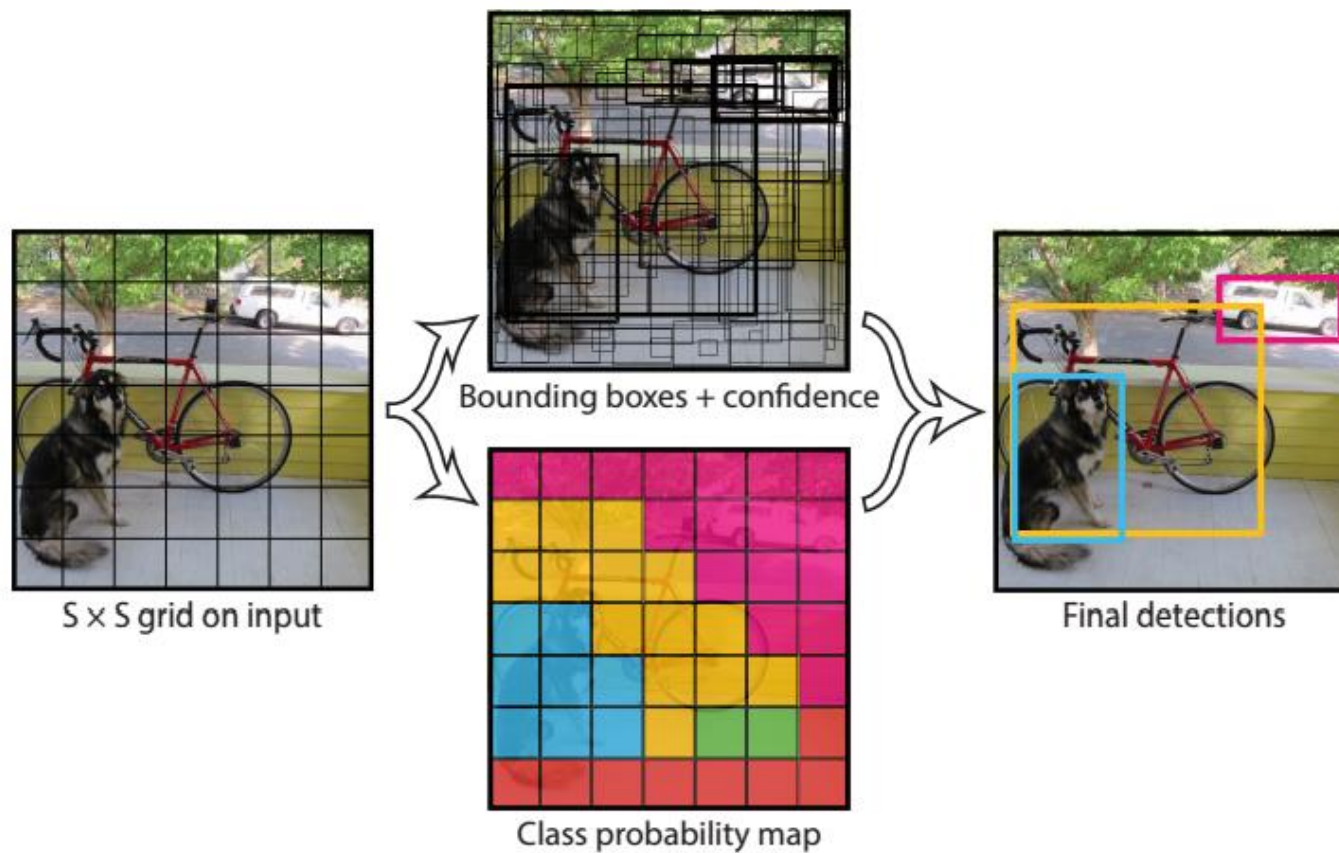 Bounding boxes + confidence
S × S grid on input
Final detections
Class probability map